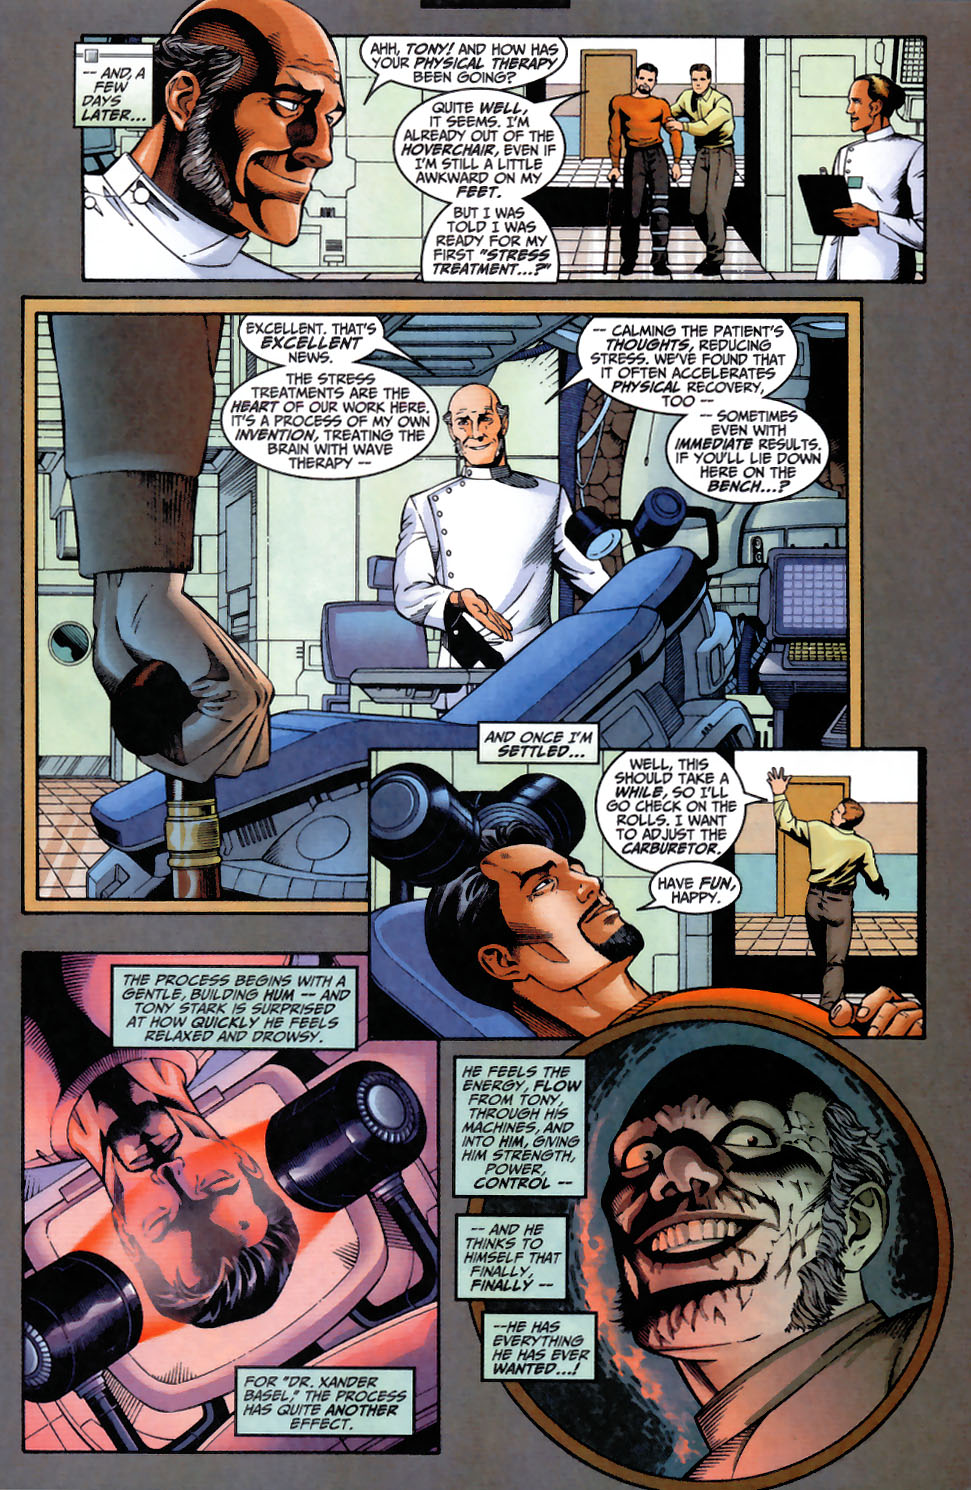 -- AND, A
FEW
DAYS
LATER...
AHH, TONY! AND HOW HAS
YOUR PHYSICAL THERAPY
BEEN GOING?
QUITE WELL,
IT SEEMS. I'M
ALREADY OUT OF THE
HOVERCHAIR, EVEN IF
I'M STILL A LITTLE
AWKWARD ON MY
FEET.
BUT I WAS
TOLD I WAS
READY FOR MY
FIRST "STRESS
TREATMENT...?"
EXCELLENT. THAT'S
EXCELLENT
NEWS.
THE STRESS
TREATMENTS ARE THE
HEART OF OUR WORK HERE.
IT'S A PROCESS OF MY OWN
INVENTION, TREATING THE
BRAIN WITH WAVE
THERAPY --
-- CALMING THE PATIENT'S
THOUGHTS, REDUCING
STRESS. WE'VE FOUND THAT
IT OFTEN ACCELERATES
PHYSICAL RECOVERY,
TOO --
-- SOMETIMES
EVEN WITH
IMMEDIATE RESULTS.
IF YOU'LL LIE DOWN
HERE ON THE
BENCH...?
AND ONCE I'M
SETTLED...
WELL, THIS
SHOULD TAKE A
WHILE, SO I'LL
GO CHECK ON THE
ROLLS. I WANT
TO ADJUST THE
CARBURETOR.
HAVE FUN,
HAPPY.
THE PROCESS BEGINS WITH A
GENTLE, BUILDING HUM -- AND
TONY STARK IS SURPRISED
AT HOW QUICKLY HE FEELS
RELAXED AND DROWSY.
FOR "DR. XANDER
BASEL," THE PROCESS
HAS QUITE ANOTHER
EFFECT.
HE FEELS THE
ENERGY, FLOW
FROM TONY,
THROUGH HIS
MACHINES, AND
INTO HIM, GIVING
HIM STRENGTH,
POWER,
CONTROL --
-- AND HE
THINKS TO
HIMSELF THAT
FINALLY,
FINALLY --
--HE HAS
EVERYTHING
HE HAS EVER
WANTED...!